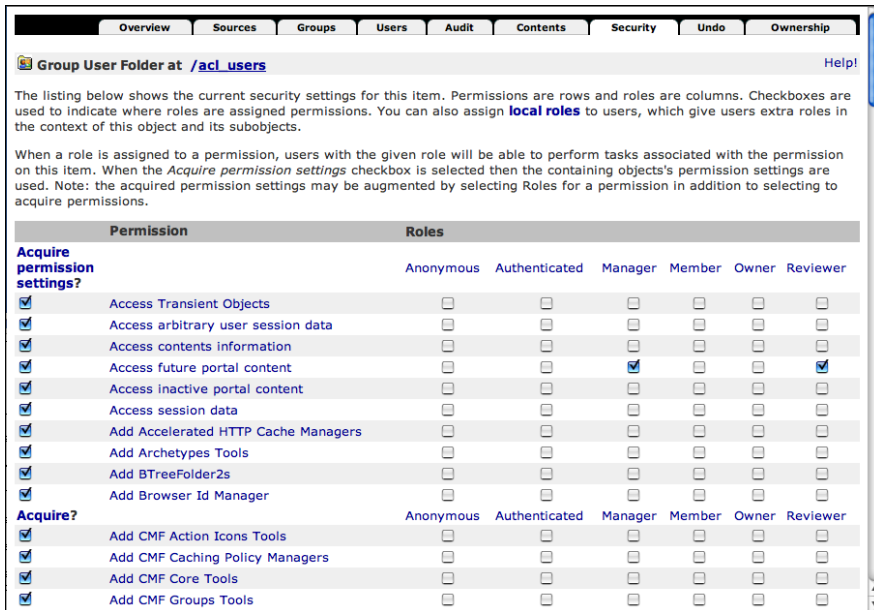 Overview Sources Groups Users Audit Contents Security Undo Ownership
Group User Folder at /acl_users Help!
The listing below shows the current security settings for this item. Permissions are rows and roles are columns. Checkboxes are
used to indicate where roles are assigned permissions. You can also assign local roles to users, which give users extra roles in
the context of this object and its subobjects.
When a role is assigned to a permission, users with the given role will be able to perform tasks associated with the permission
on this item. When the Acquire permission settings checkbox is selected then the containing objects's permission settings are
used. Note: the acquired permission settings may be augmented by selecting Roles for a permission in addition to selecting to
acquire permissions.
Permission Roles
Acquire
permission
settings?
Anonymous Authenticated Manager Member Owner Reviewer
Access Transient Objects
Access arbitrary user session data
Access contents information
Access future portal content
Access inactive portal content
Access session data
Add Accelerated HTTP Cache Managers
Add Archetypes Tools
Add BTreeFolder2s
Add Browser Id Manager
Acquire? Anonymous Authenticated Manager Member Owner Reviewer
Add CMF Action Icons Tools
Add CMF Caching Policy Managers
Add CMF Core Tools
Add CMF Groups Tools